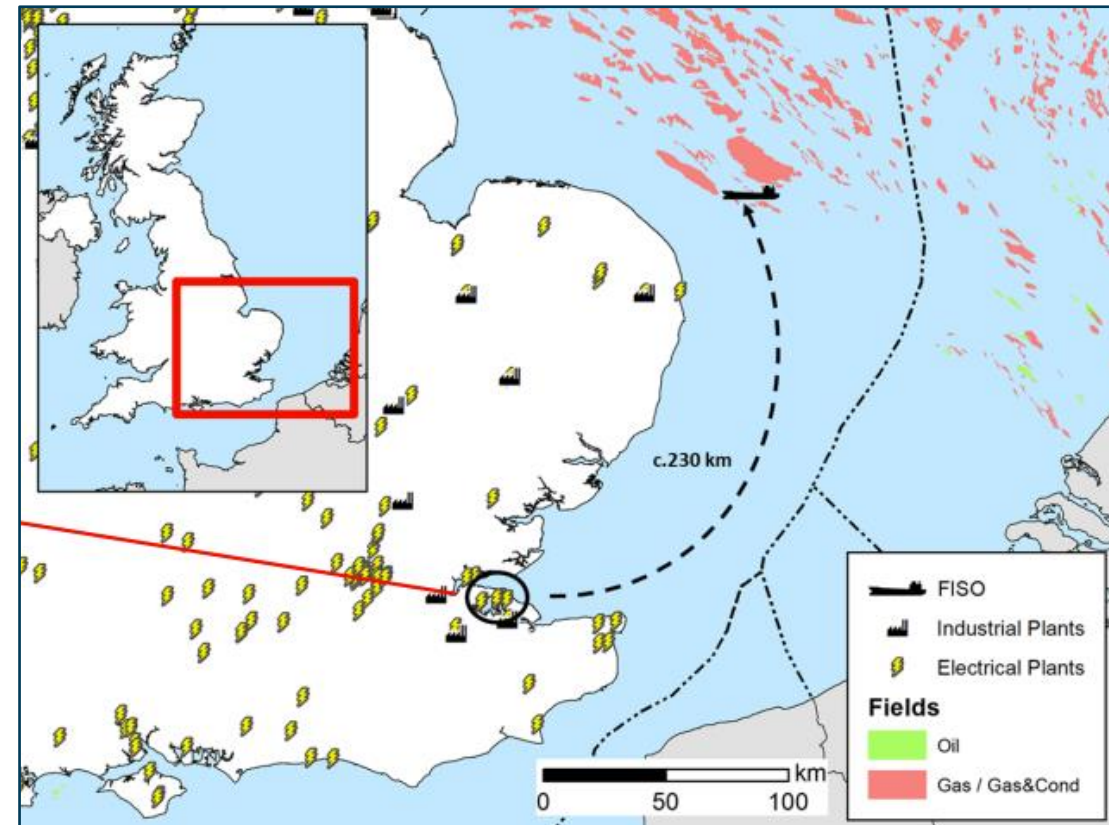 c.230 km
FISO
Industrial Plants
Electrical Plants
Fields
Oil
Gas / Gas&Cond
km
0 50 100